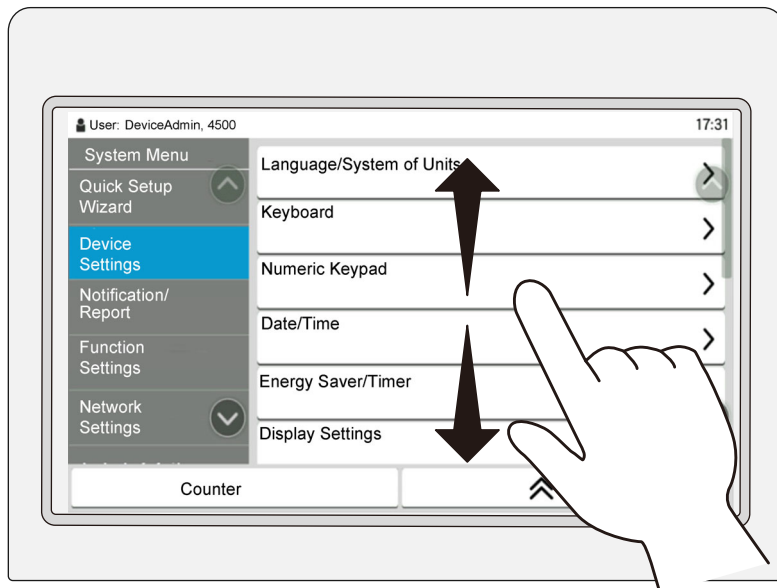 User: DeviceAdmin, 4500
17:31
System Menu
Quick Setup
Wizard
Device
Settings
Notification/
Report
Function
Settings
Network
Settings
Language/System of Units
Keyboard
Numeric Keypad
Date/Time
Energy Saver/Timer
Display Settings
Counter